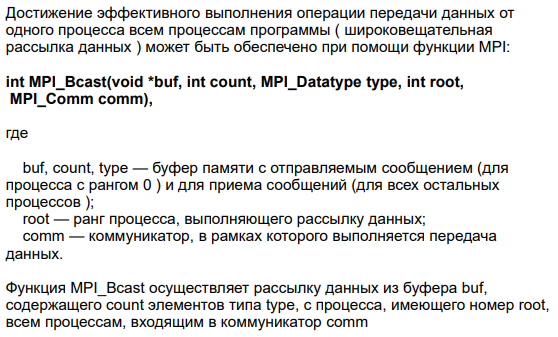 Достижение эффективного выполнения операции передачи данных от
одного процесса всем процессам программы ( широковещательная
рассылка данных ) может быть обеспечено при помощи функции MPI:
int MPI_Bcast(void *buf, int count, MPI_Datatype type, int root,
MPI_Comm comm),
где
buf, count, type — буфер памяти с отправляемым сообщением (для
процесса с рангом 0 ) и для приема сообщений (для всех остальных
процессов );
root — ранг процесса, выполняющего рассылку данных;
comm — коммуникатор, в рамках которого выполняется передача
данных.
Функция MPI_Bcast осуществляет рассылку данных из буфера buf,
содержащего count элементов типа type, с процесса, имеющего номер root,
всем процессам, входящим в коммуникатор comm